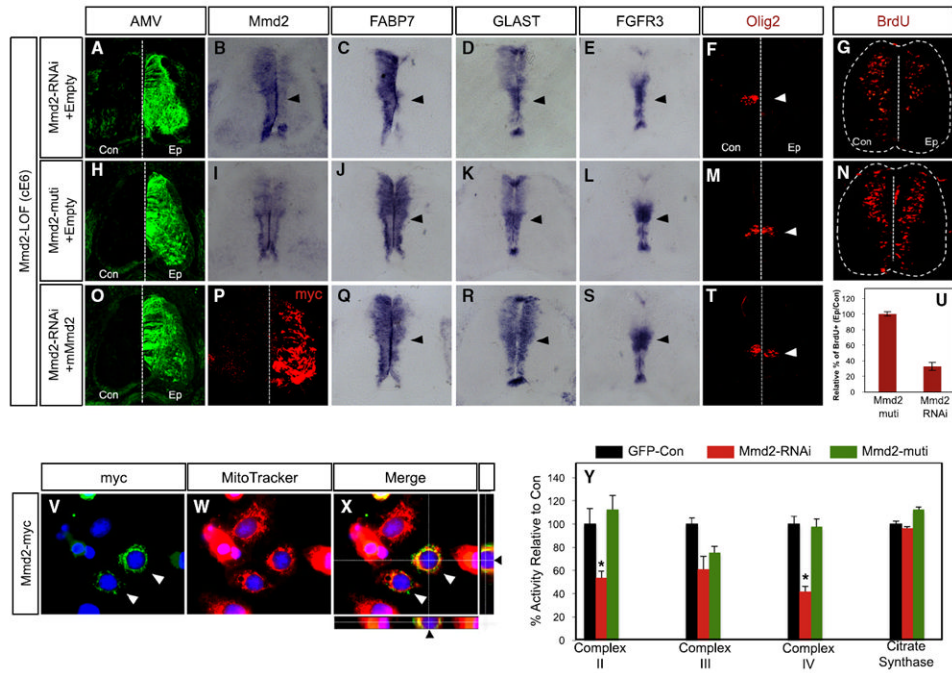 AMV Mmd2 FABP7 GLAST FGFR3 Olig2 BrdU
Mmd2-LOF (cE6)
Mmd2-RNAi
+Empty
A B C D E F G
Con Ep Con Ep Con Ep
Mmd2-muti
+Empty
H I J K L M N
Con Ep
Mmd2-RNAi
+mMmd2
O P myc Q R S T U
Con Ep
Relative % of BrdU+ (Ep/Con)
120
100
80
60
40
20
0
Mmd2
muti
Mmd2
RNAi
myc MitoTracker Merge
Mmd2-myc
V W X
GFP-Con Mmd2-RNAi Mmd2-muti
Y
% Activity Relative to Con
140
120
100
80
60
40
20
0
* *
Complex
II
Complex
III
Complex
IV
Citrate
Synthase